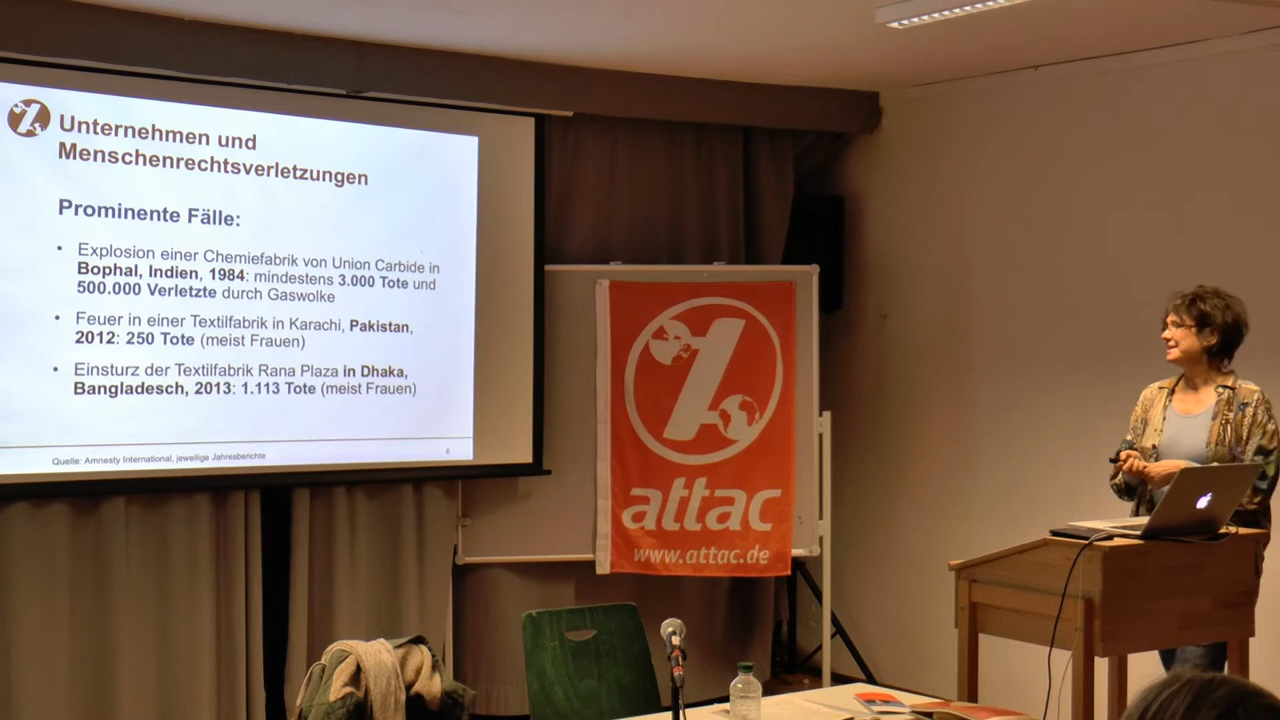 Unternehmen und
Menschenrechtsverletzungen
Prominente Fälle:
• Explosion einer Chemiefabrik von Union Carbide in
Bophal, Indien, 1984: mindestens 3.000 Tote und
500.000 Verletzte durch Gaswolke
• Feuer in einer Textilfabrik in Karachi, Pakistan,
2012: 250 Tote (meist Frauen)
• Einsturz der Textilfabrik Rana Plaza in Dhaka,
Bangladesch, 2013: 1.113 Tote (meist Frauen)
Quelle: Amnesty International, jeweilige Jahresberichte
6
attac
www.attac.de